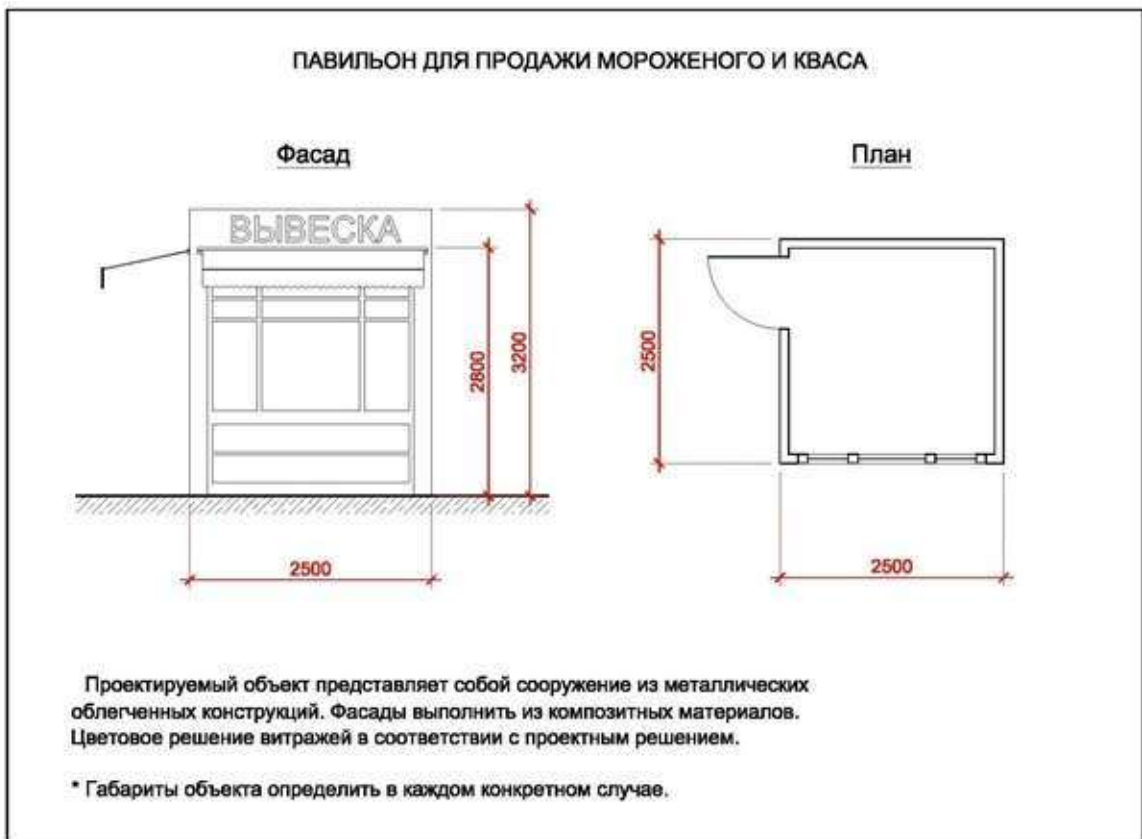 ПАВИЛЬОН ДЛЯ ПРОДАЖИ МОРОЖЕНОГО И КВАСА
Фасад
План
ВЫВЕСКА
2800
3200
2500
2500
2500
Проектируемый объект представляет собой сооружение из металлических
облегченных конструкций. Фасады выполнить из композитных материалов.
Цветовое решение витражей в соответствии с проектным решением.
* Габариты объекта определить в каждом конкретном случае.